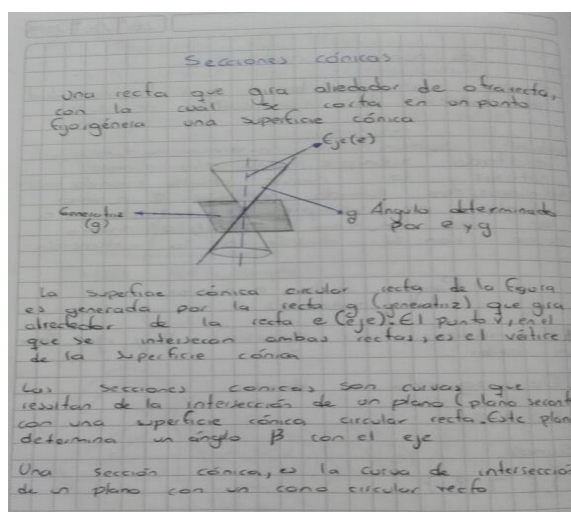 Secciones cónicas
Una recta que gira alrededor de otra recta,
con la cuál se corta en un punto
fijo, génera una superficie cónica
Eje(e)
Generatriz
(g)
g Ángulo determinado
por e y g
La superficie cónica circular recta de la figura
es generada por la recta g (generatriz) que gira
alrededor de la recta e (eje). El punto v, en el
que se intersecan ambas rectas, es el vértice
de la superficie cónica
Las secciones conicas son curvas que
resultan de la intersección de un plano (plano secant
con una superficie cónica circular recta. Este plan
determina un ángulo β con el eje
Una sección cónica, es la curva de intersecció
de un plano con un cono circular recto